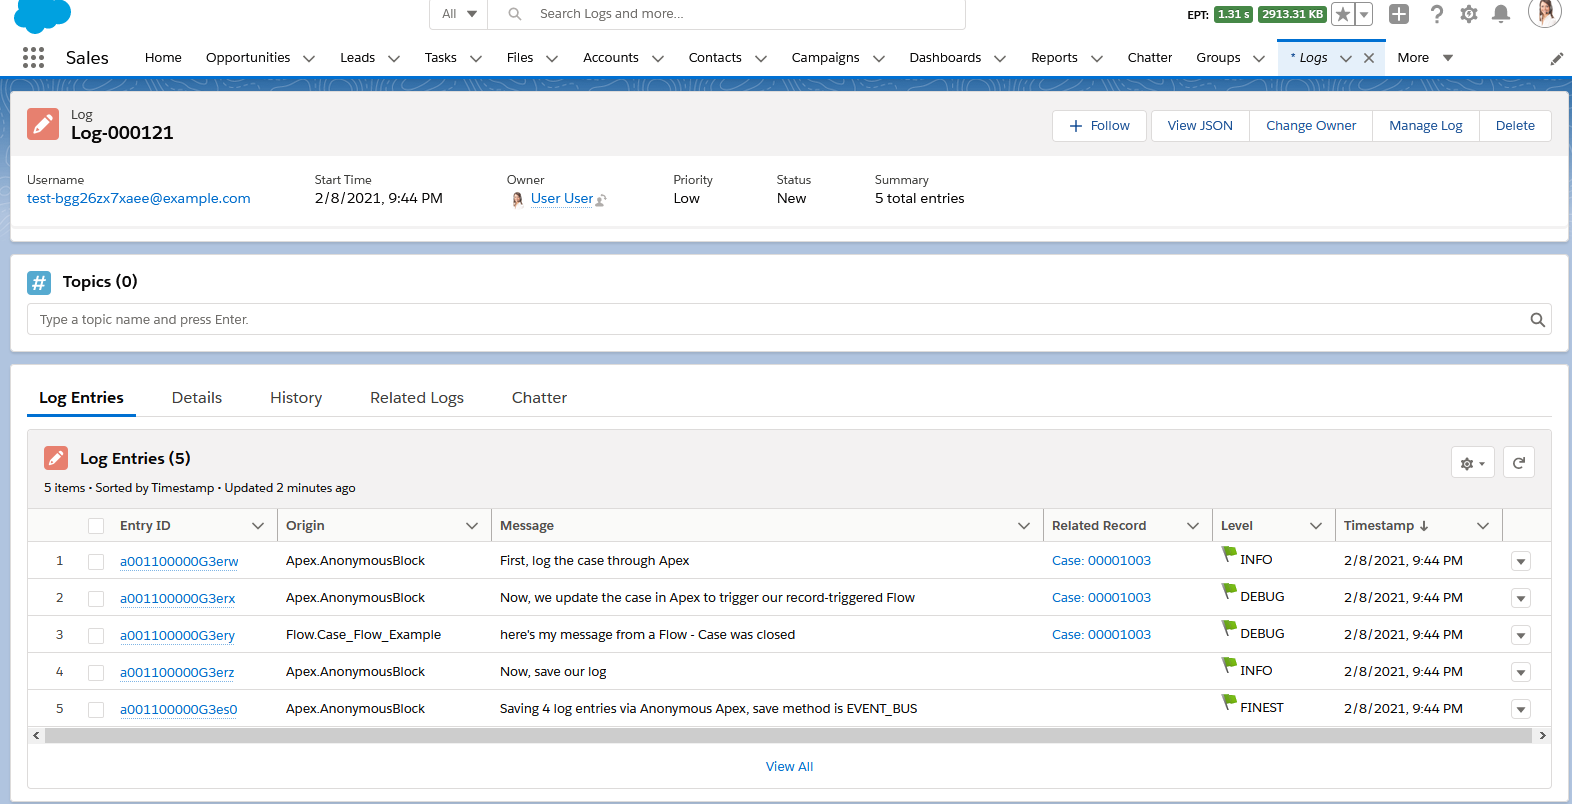 All Search Logs and more... EPT: 1.31 s 2913.31 KB
Sales Home Opportunities Leads Tasks Files Accounts Contacts Campaigns Dashboards Reports Chatter Groups * Logs More
Log
Log-000121
+ Follow View JSON Change Owner Manage Log Delete
Username Start Time Owner Priority Status Summary
test-bgg26zx7xaee@example.com 2/8/2021, 9:44 PM User User Low New 5 total entries
# Topics (0)
Type a topic name and press Enter.
Log Entries Details History Related Logs Chatter
Log Entries (5)
5 items • Sorted by Timestamp • Updated 2 minutes ago
Entry ID Origin Message Related Record Level Timestamp ↓
1 a001100000G3erw Apex.AnonymousBlock First, log the case through Apex Case: 00001003 INFO 2/8/2021, 9:44 PM
2 a001100000G3erx Apex.AnonymousBlock Now, we update the case in Apex to trigger our record-triggered Flow Case: 00001003 DEBUG 2/8/2021, 9:44 PM
3 a001100000G3ery Flow.Case_Flow_Example here's my message from a Flow - Case was closed Case: 00001003 DEBUG 2/8/2021, 9:44 PM
4 a001100000G3erz Apex.AnonymousBlock Now, save our log INFO 2/8/2021, 9:44 PM
5 a001100000G3es0 Apex.AnonymousBlock Saving 4 log entries via Anonymous Apex, save method is EVENT_BUS FINEST 2/8/2021, 9:44 PM
View All